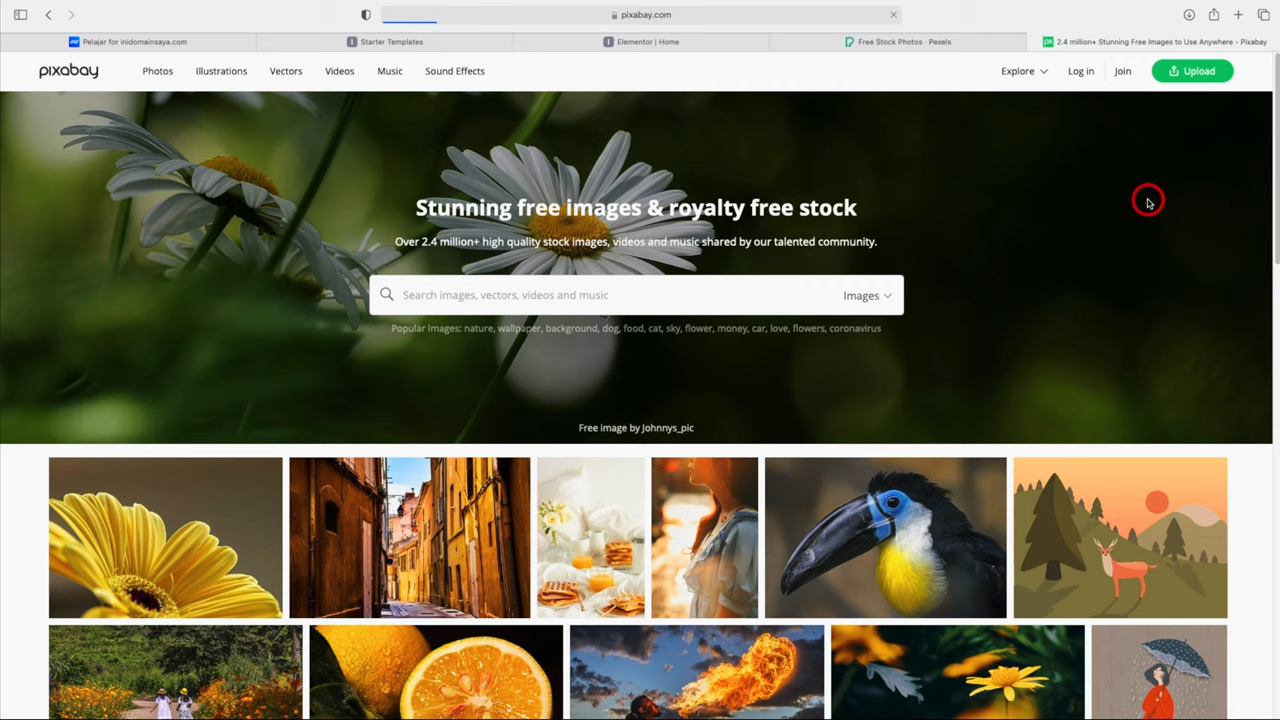 pixabay.com
Pelajar for inidomainsaya.com
Starter Templates
Elementor | Home
Free Stock Photos · Pexels
2.4 million+ Stunning Free Images to Use Anywhere - Pixabay
pixabay
Photos
Illustrations
Vectors
Videos
Music
Sound Effects
Explore
Log in
Join
Upload
Stunning free images & royalty free stock
Over 2.4 million+ high quality stock images, videos and music shared by our talented community.
Search images, vectors, videos and music
Images
Popular Images: nature, wallpaper, background, dog, food, cat, sky, flower, money, car, love, flowers, coronavirus
Free image by Johnnys_pic